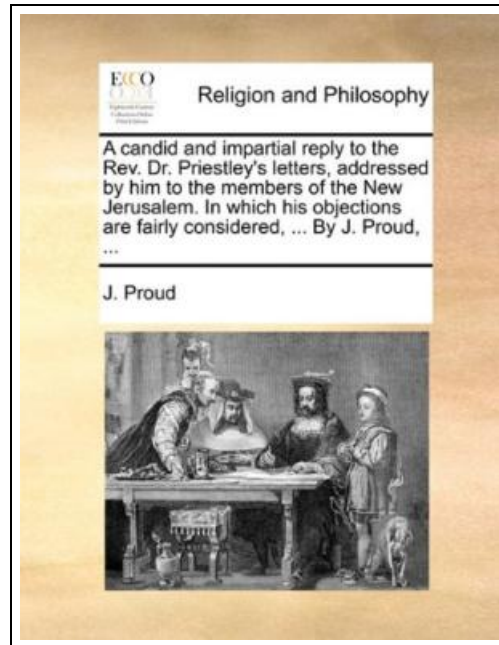 ECCO
Religion and Philosophy
A candid and impartial reply to the
Rev. Dr. Priestley's letters, addressed
by him to the members of the New
Jerusalem. In which his objections
are fairly considered, ... By J. Proud,
...
J. Proud